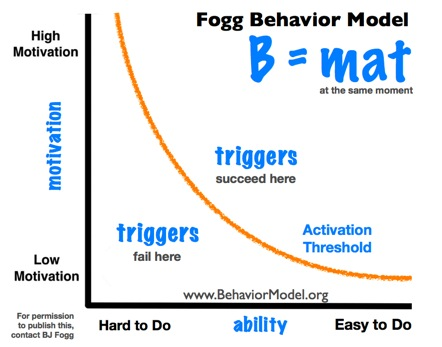 Fogg Behavior Model
B = mat
at the same moment
High
Motivation
motivation
triggers
succeed here
triggers
fail here
Activation
Threshold
Low
Motivation
www.BehaviorModel.org
For permission
to publish this,
contact BJ Fogg
Hard to Do
ability
Easy to Do